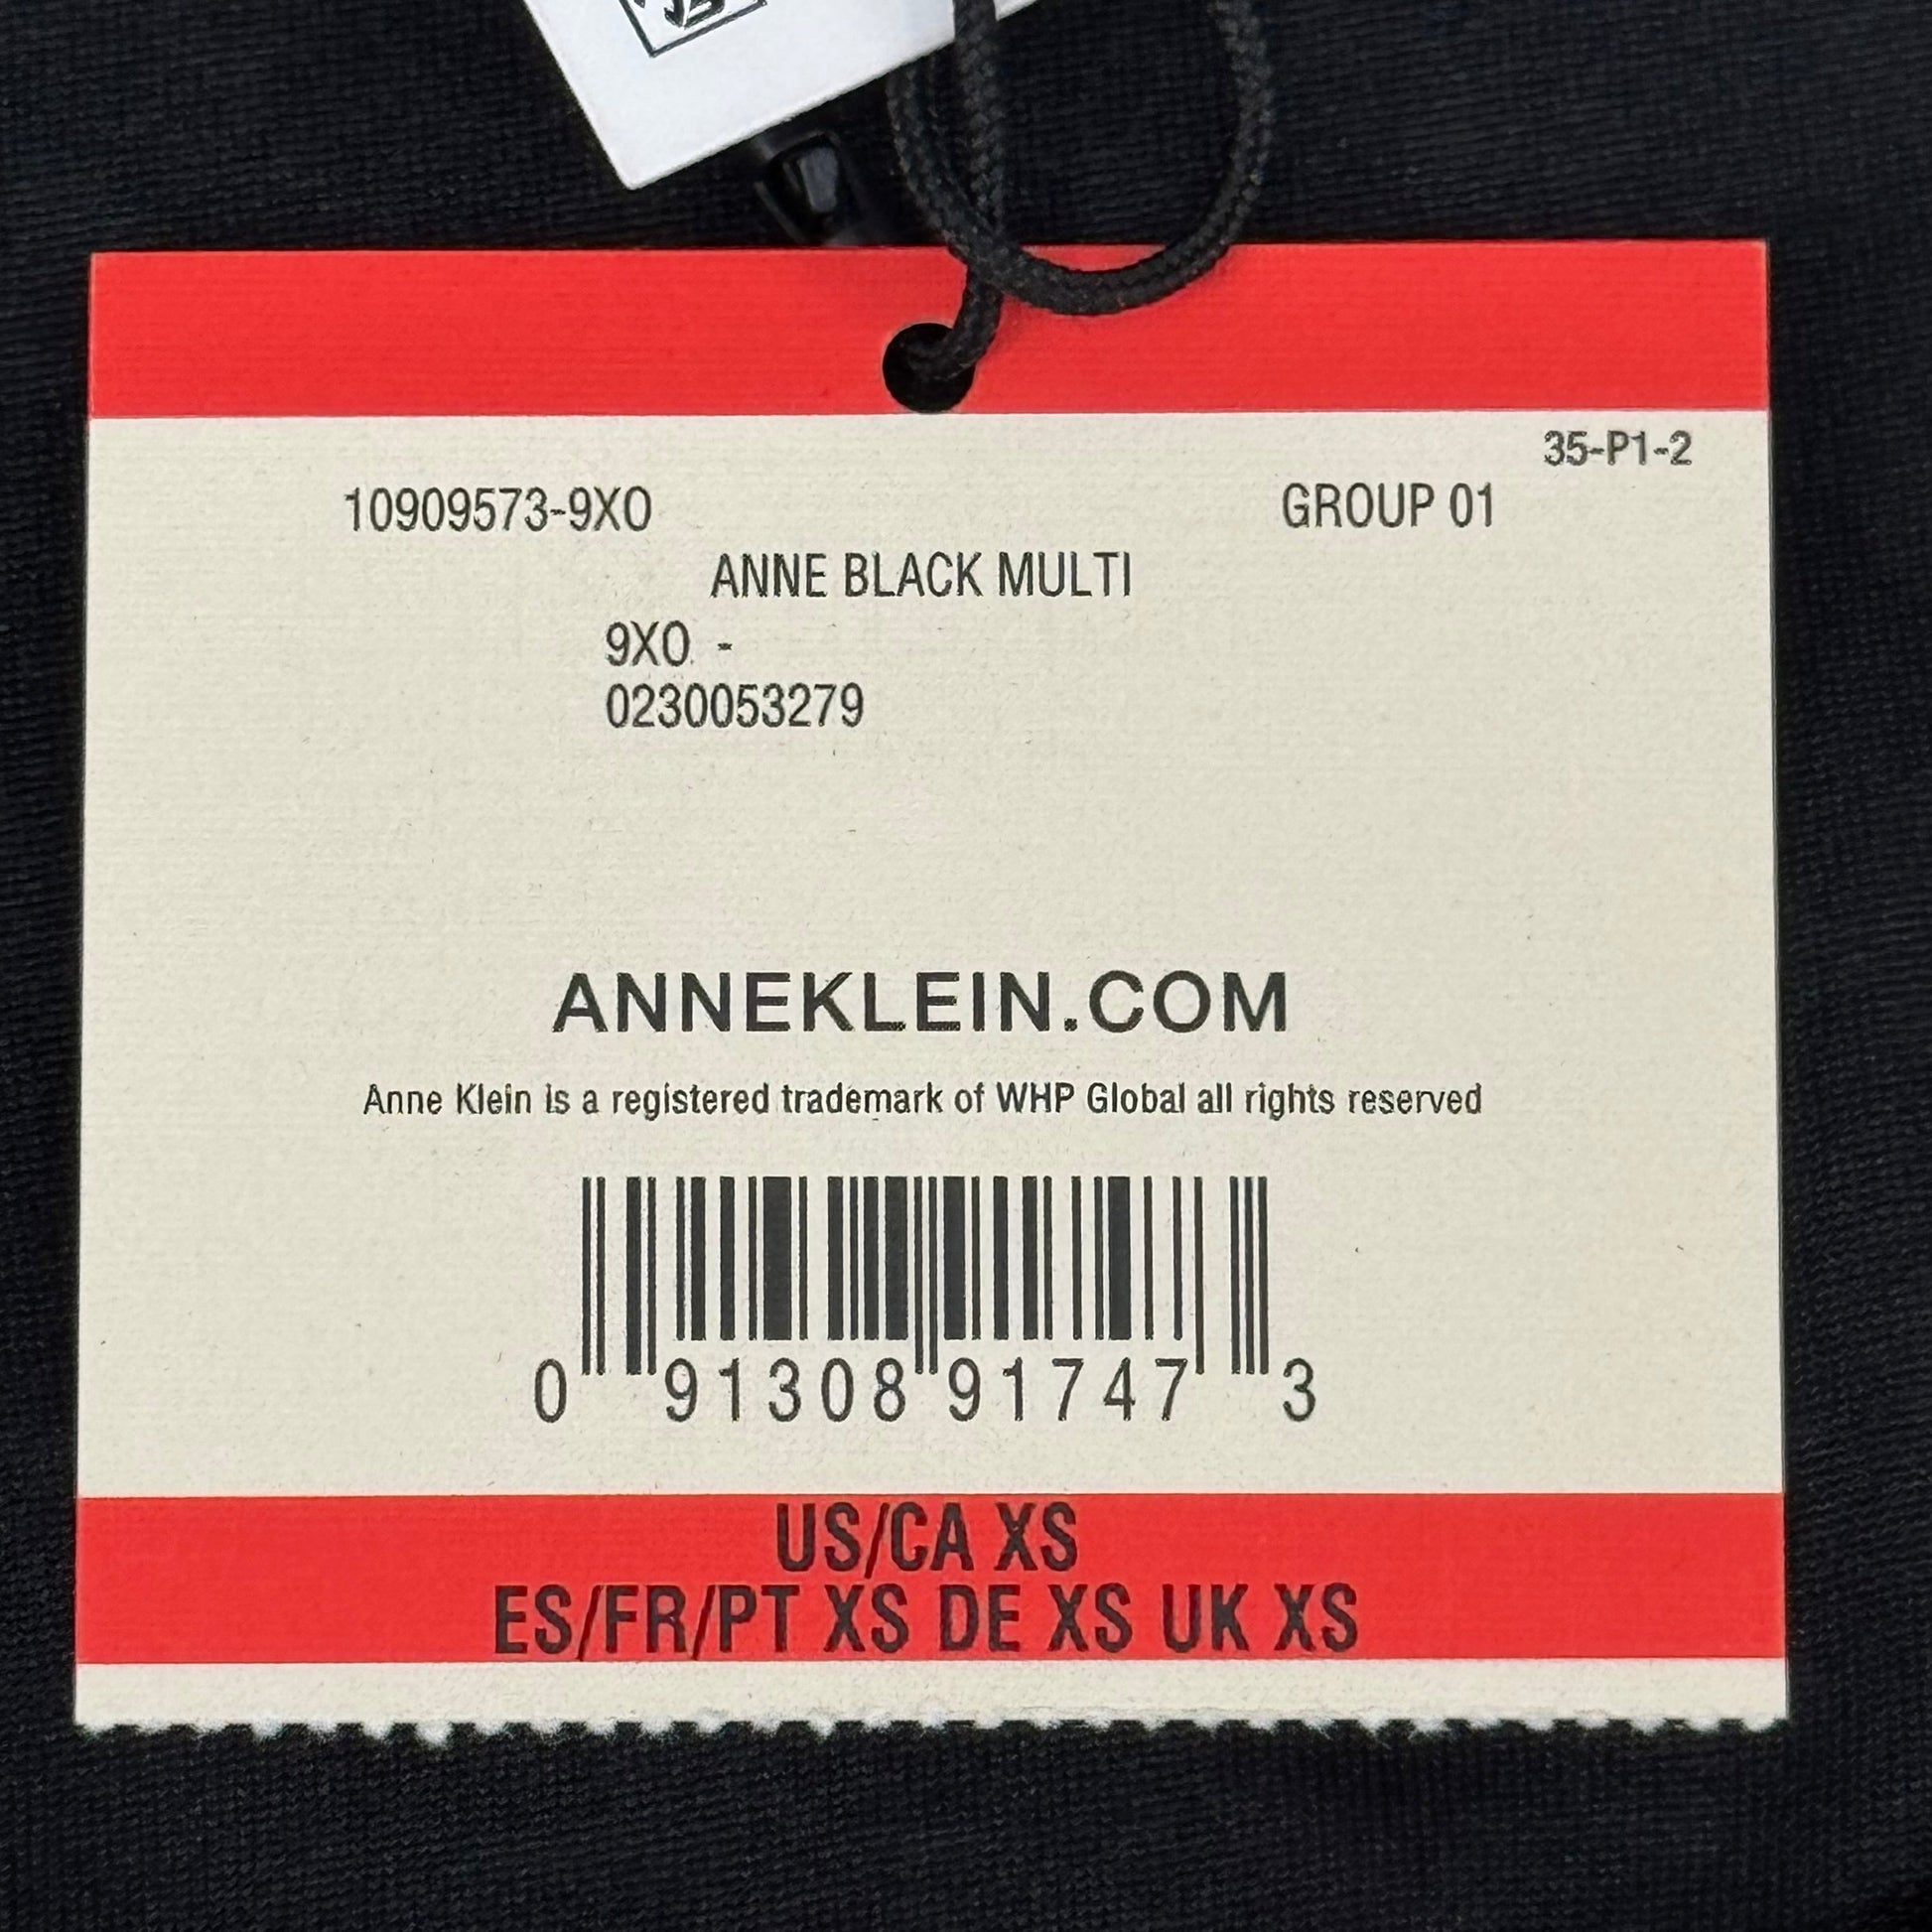 35-P1-2
10909573-9XO GROUP 01
ANNE BLACK MULTI
9XO -
0230053279
ANNEKLEIN.COM
Anne Klein is a registered trademark of WHP Global all rights reserved
0 91308 91747 3
US/CA XS
ES/FR/PT XS DE XS UK XS